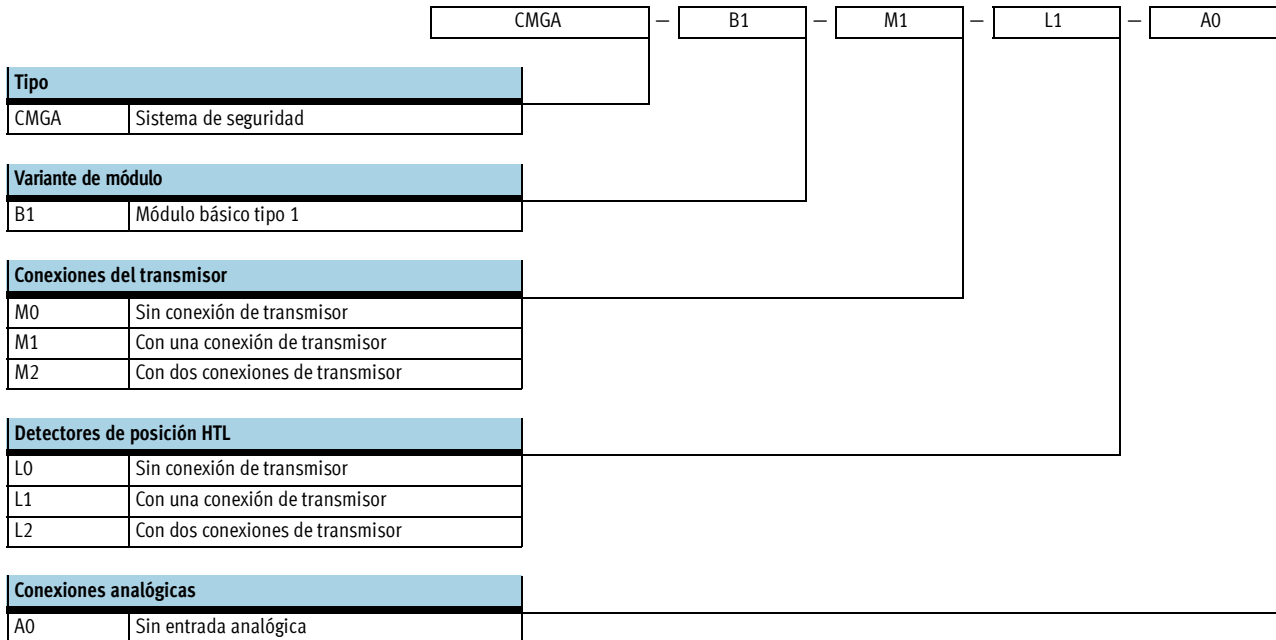 CMGA – B1 – M1 – L1 – A0
Tipo
CMGA Sistema de seguridad
Variante de módulo
B1 Módulo básico tipo 1
Conexiones del transmisor
M0 Sin conexión de transmisor
M1 Con una conexión de transmisor
M2 Con dos conexiones de transmisor
Detectores de posición HTL
L0 Sin conexión de transmisor
L1 Con una conexión de transmisor
L2 Con dos conexiones de transmisor
Conexiones analógicas
A0 Sin entrada analógica